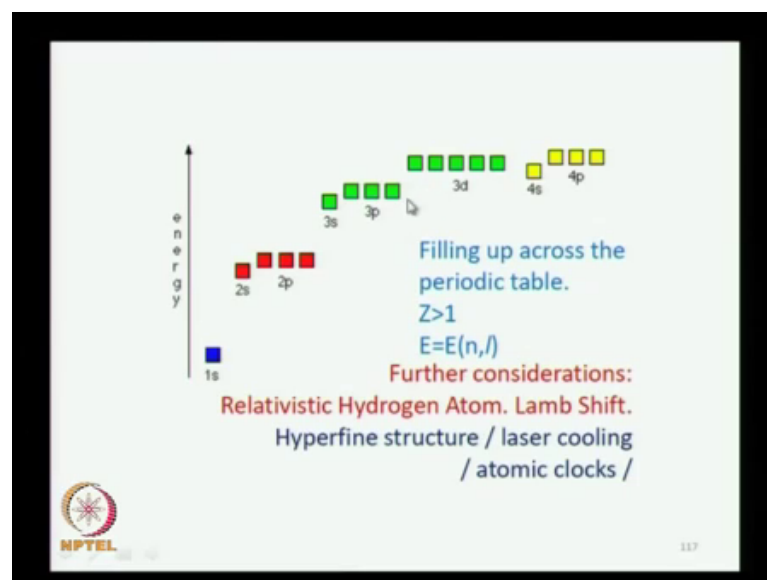 energy
1s
2s
2p
3s
3p
3d
4s
4p
Filling up across the
periodic table.
Z>1
E=E(n,l)
Further considerations:
Relativistic Hydrogen Atom. Lamb Shift.
Hyperfine structure / laser cooling
/ atomic clocks /
NPTEL
117